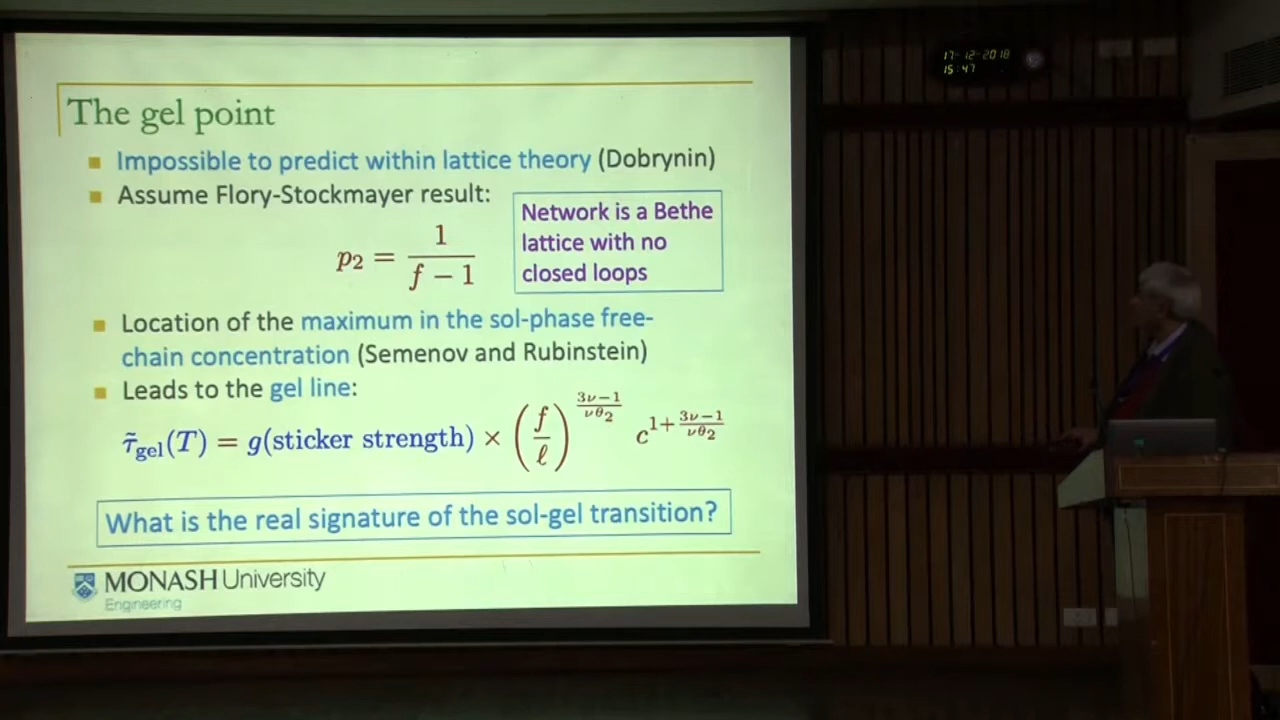 17-12-2018
15:47
The gel point
Impossible to predict within lattice theory (Dobrynin)
Assume Flory-Stockmayer result:
p₂ = 1/(f − 1)
Network is a Bethe
lattice with no
closed loops
Location of the maximum in the sol-phase free-
chain concentration (Semenov and Rubinstein)
Leads to the gel line:
τ̃_gel(T) = g(sticker strength) × (f/ℓ)^((3ν−1)/(νθ₂)) c^(1+(3ν−1)/(νθ₂))
What is the real signature of the sol-gel transition?
MONASH University
Engineering